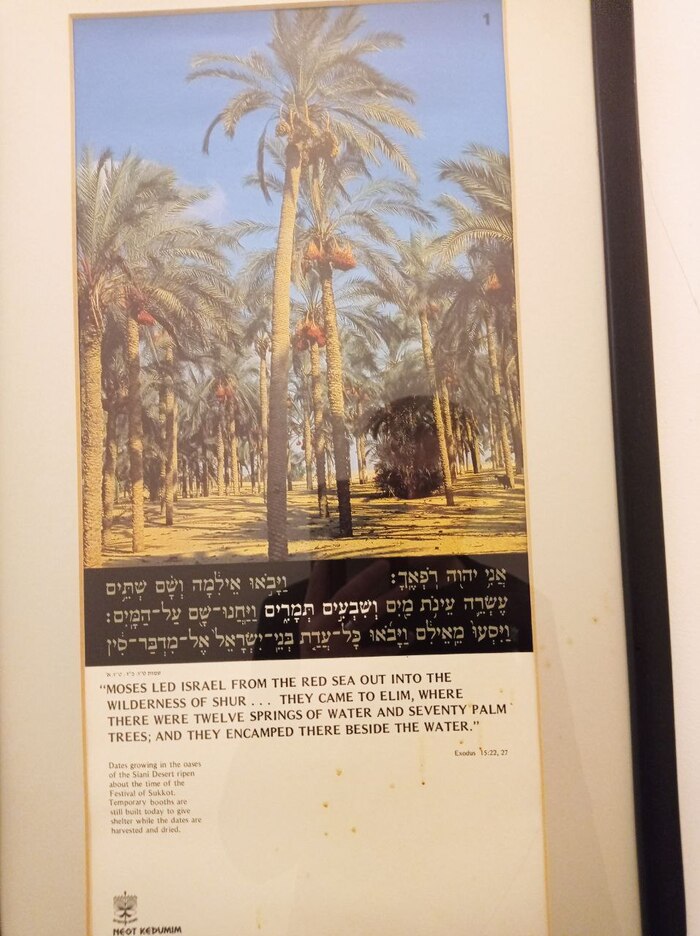 1
אֲנִי יְהוָה רֹפְאֶךָ: וַיָּבֹאוּ אֵילִמָה וְשָׁם שְׁתֵּים
עֶשְׂרֵה עֵינֹת מַיִם וְשִׁבְעִים תְּמָרִים וַיַּחֲנוּ־שָׁם עַל־הַמָּיִם:
וַיִּסְעוּ מֵאֵילִם וַיָּבֹאוּ כׇּל־עֲדַת בְּנֵי־יִשְׂרָאֵל אֶל־מִדְבַּר־סִין
"MOSES LED ISRAEL FROM THE RED SEA OUT INTO THE
WILDERNESS OF SHUR . . . THEY CAME TO ELIM, WHERE
THERE WERE TWELVE SPRINGS OF WATER AND SEVENTY PALM
TREES; AND THEY ENCAMPED THERE BESIDE THE WATER."
Exodus 15:22, 27
Dates growing in the oases
of the Siani Desert ripen
about the time of the
Festival of Sukkot.
Temporary booths are
still built today to give
shelter while the dates are
harvested and dried.
NEOT KEDUMIM